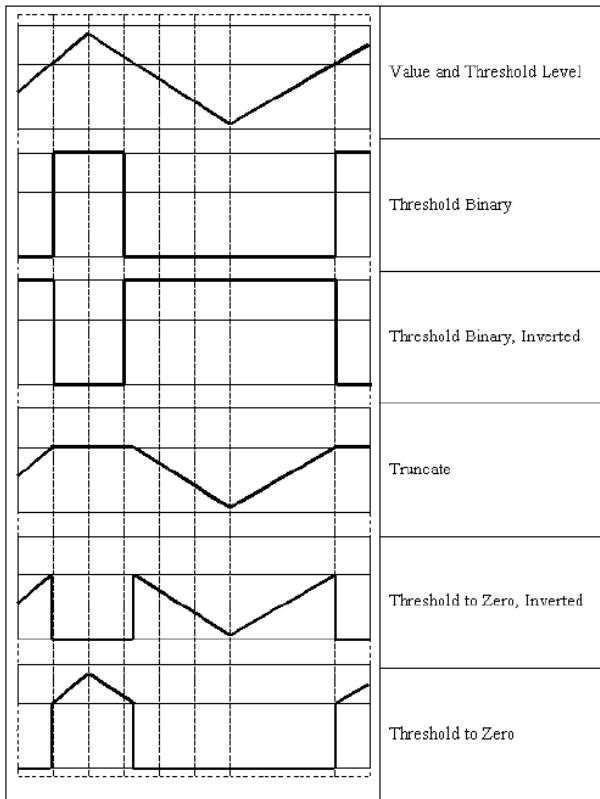 Value and Threshold Level
Threshold Binary
Threshold Binary, Inverted
Truncate
Threshold to Zero, Inverted
Threshold to Zero